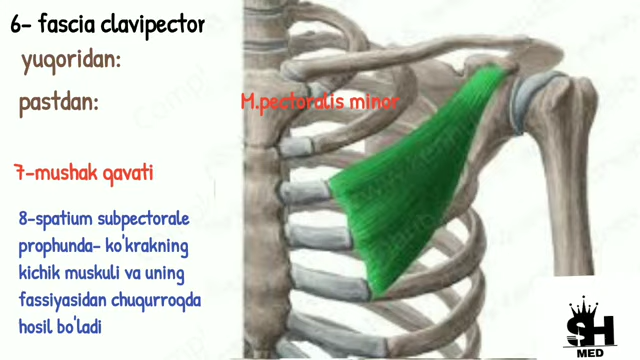 6- fascia clavipector
yuqoridan:
pastdan:
M.pectoralis minor
7-mushak qavati
8-spatium subpectorale
prophunda- ko'krakning
kichik muskuli va uning
fassiyasidan chuqurroqda
hosil bo'ladi
SH
MED